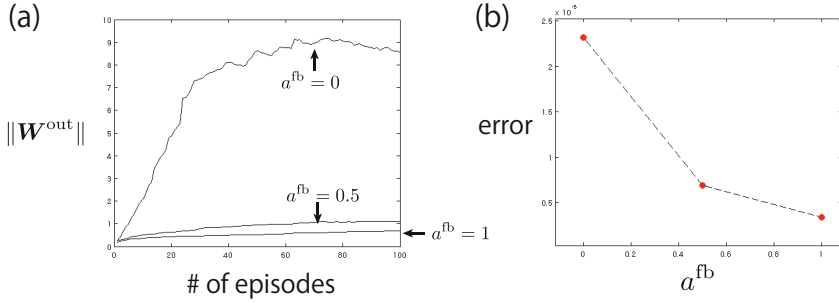 (a)
10
9
8
7
6
5
4
3
2
1
0
0 20 40 60 80 100
‖W^out‖
a^fb = 0
a^fb = 0.5
a^fb = 1
# of episodes
(b)
×10^-5
2.5
2
1.5
1
0.5
0 0.2 0.4 0.6 0.8 1
error
a^fb